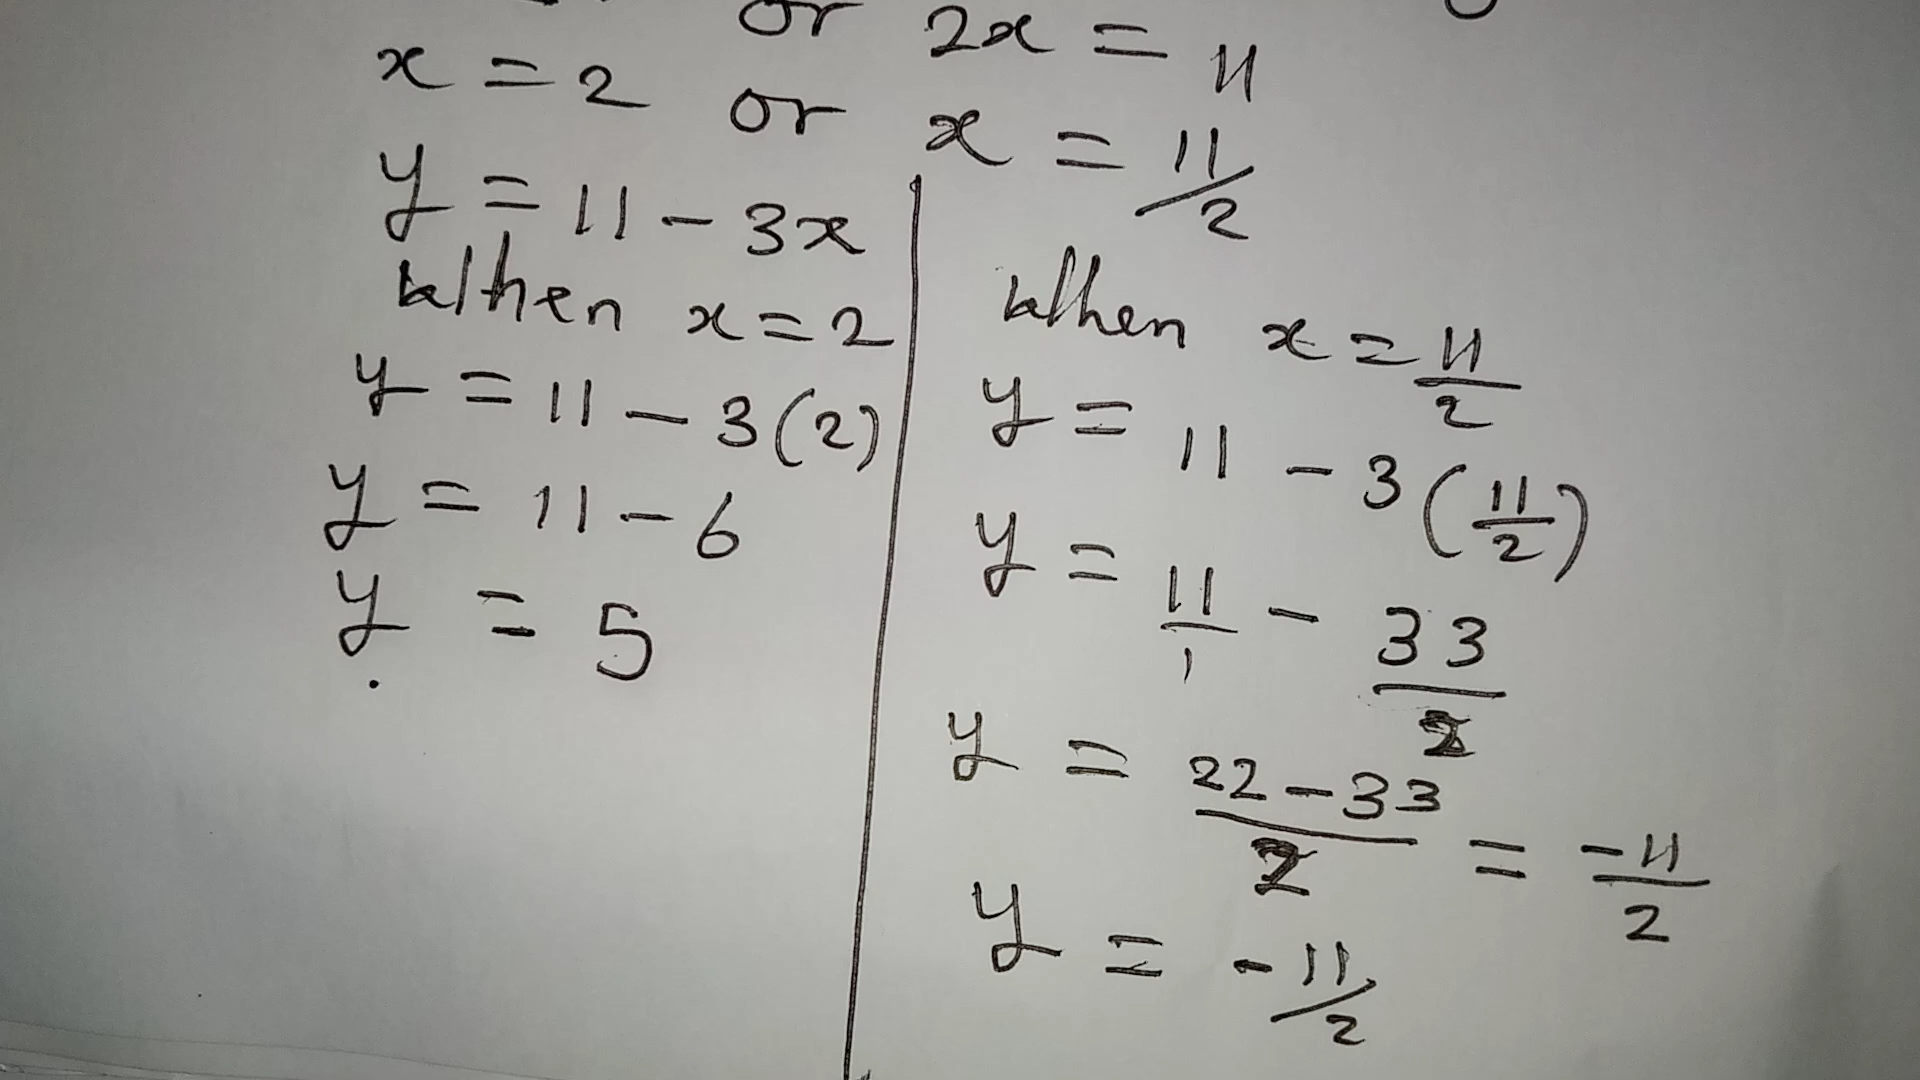 or 2x = 11
x = 2 or x = 11/2
y = 11 - 3x
When x = 2
y = 11 - 3(2)
y = 11 - 6
y = 5
When x = 11/2
y = 11 - 3(11/2)
y = 11/1 - 33/2
y = 22 - 33/2 = -11/2
y = -11/2